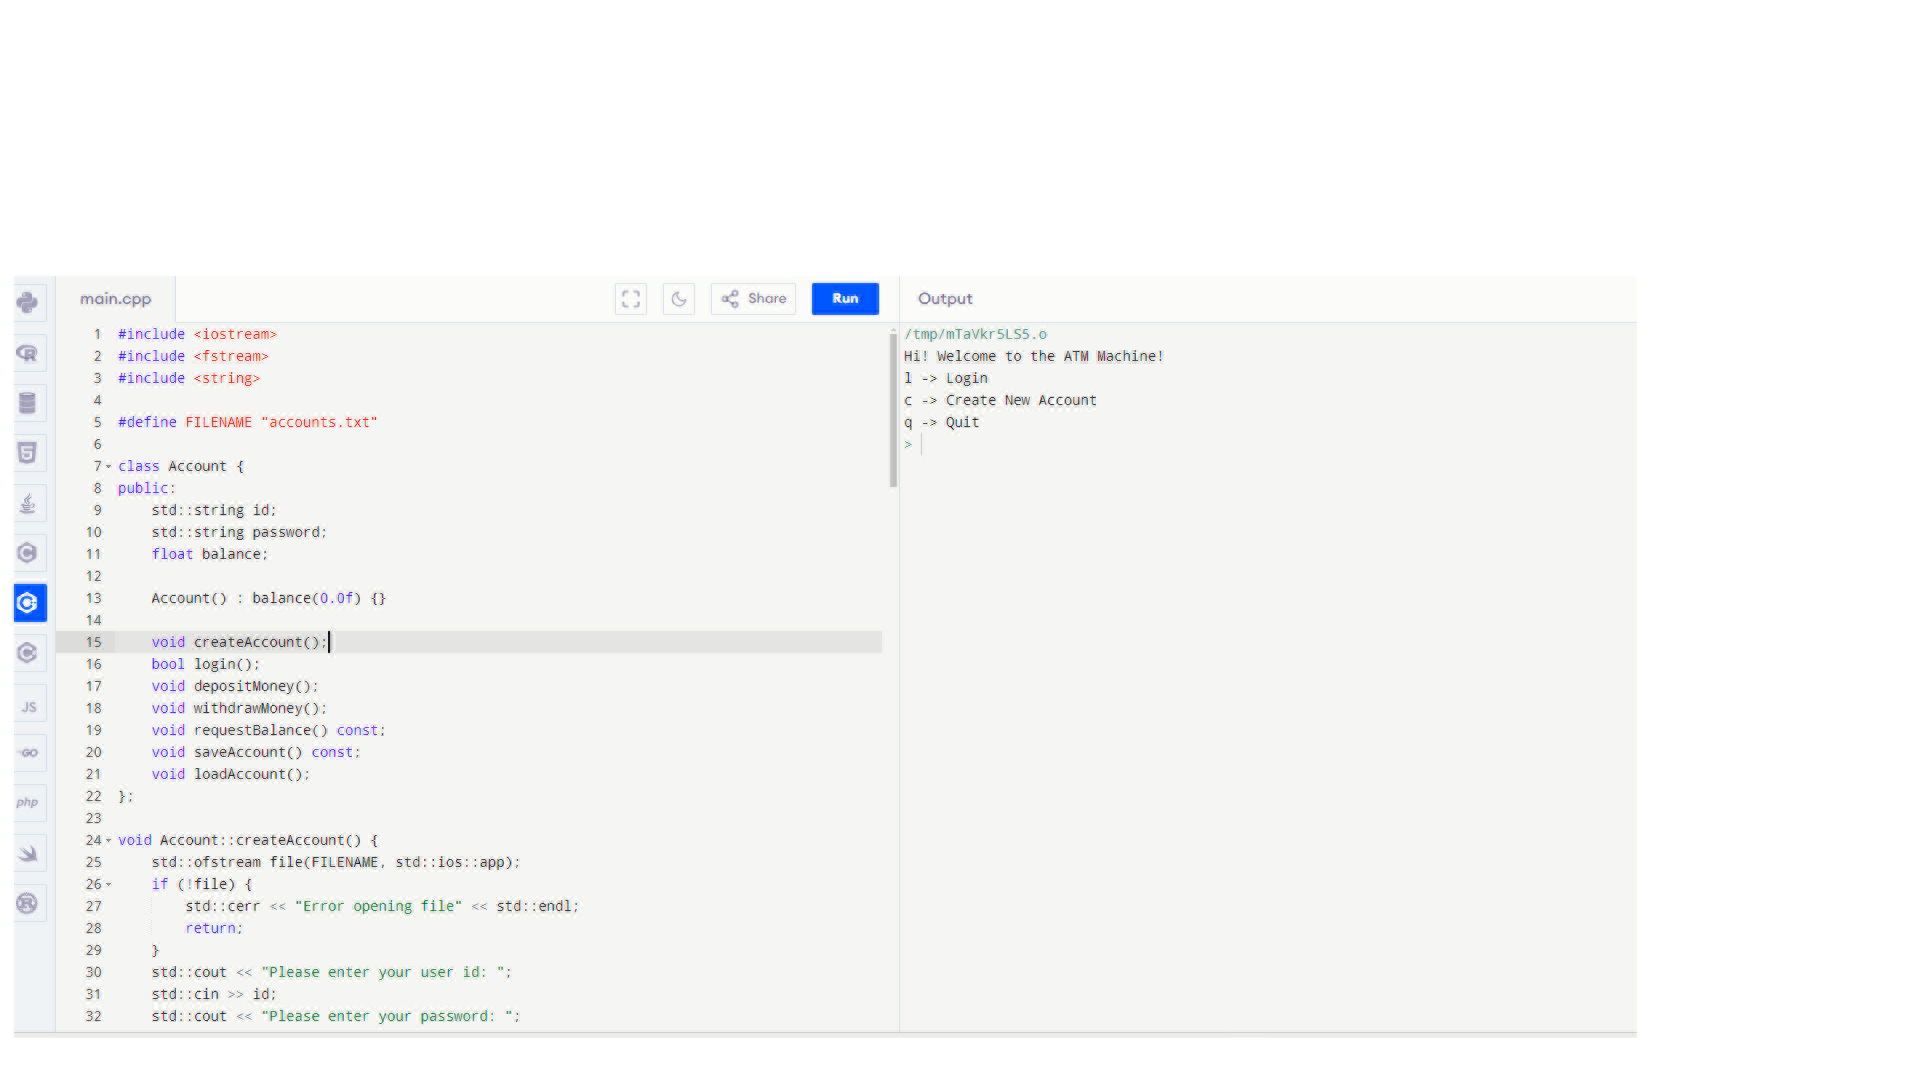 main.cpp
Share
Run
Output
1 #include <iostream>
2 #include <fstream>
3 #include <string>
4
5 #define FILENAME "accounts.txt"
6
7 class Account {
8 public:
9 std::string id;
10 std::string password;
11 float balance;
12
13 Account() : balance(0.0f) {}
14
15 void createAccount();
16 bool login();
17 void depositMoney();
18 void withdrawMoney();
19 void requestBalance() const;
20 void saveAccount() const;
21 void loadAccount();
22 };
23
24 void Account::createAccount() {
25 std::ofstream file(FILENAME, std::ios::app);
26 if (!file) {
27 std::cerr << "Error opening file" << std::endl;
28 return;
29 }
30 std::cout << "Please enter your user id: ";
31 std::cin >> id;
32 std::cout << "Please enter your password: ";
/tmp/mTaVkr5LS5.o
Hi! Welcome to the ATM Machine!
l -> Login
c -> Create New Account
q -> Quit
>
R
5
C
C
C
JS
GO
php
R